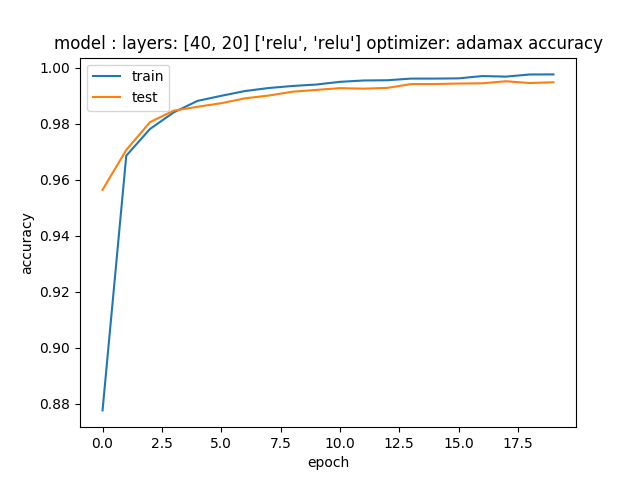 model : layers: [40, 20] ['relu', 'relu'] optimizer: adamax accuracy
train
test
1.00
0.98
0.96
0.94
0.92
0.90
0.88
accuracy
0.0 2.5 5.0 7.5 10.0 12.5 15.0 17.5
epoch